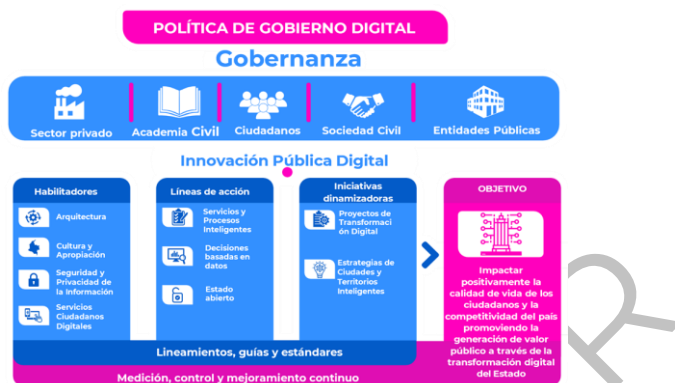 POLÍTICA DE GOBIERNO DIGITAL
Gobernanza
Sector privado
Academia Civil
Ciudadanos
Sociedad Civil
Entidades Públicas
Innovación Pública Digital
Habilitadores
Arquitectura
Cultura y
Apropiación
Seguridad y
Privacidad de
la Información
Servicios
Ciudadanos
Digitales
Líneas de acción
Servicios y
Procesos
Inteligentes
Decisiones
basadas en
datos
Estado
abierto
Iniciativas
dinamizadoras
Proyectos de
Transformaci
ón Digital
Estrategias de
Ciudades y
Territorios
Inteligentes
OBJETIVO
Impactar
positivamente la
calidad de vida de los
ciudadanos y la
competitividad del país
promoviendo la
generación de valor
público a través de la
transformación digital
del Estado
Lineamientos, guías y estándares
Medición, control y mejoramiento continuo
R